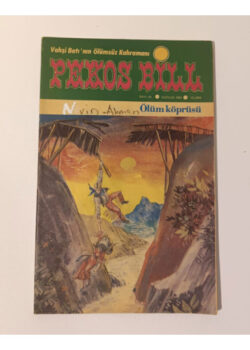 Vahşi Batı'nın Ölümsüz Kahramanı
PEKOS BILL
Ölüm köprüsü